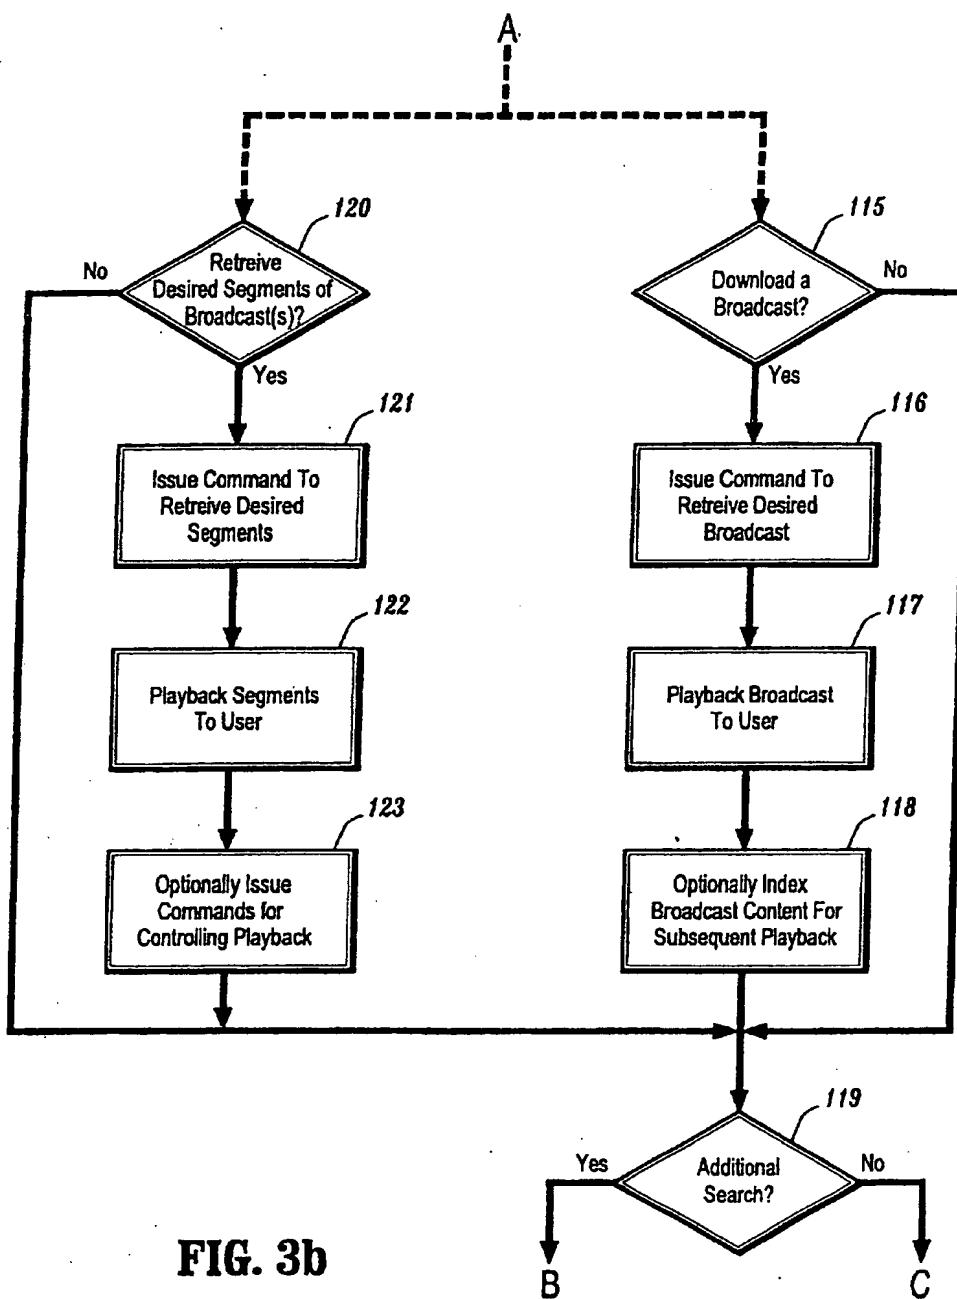 A
120
Retreive
Desired Segments of
Broadcast(s)?
No
Yes
121
Issue Command To
Retreive Desired
Segments
122
Playback Segments
To User
123
Optionally Issue
Commands for
Controlling Playback
115
Download a
Broadcast?
No
Yes
116
Issue Command To
Retreive Desired
Broadcast
117
Playback Broadcast
To User
118
Optionally Index
Broadcast Content For
Subsequent Playback
119
Additional
Search?
Yes
No
B
C
FIG. 3b